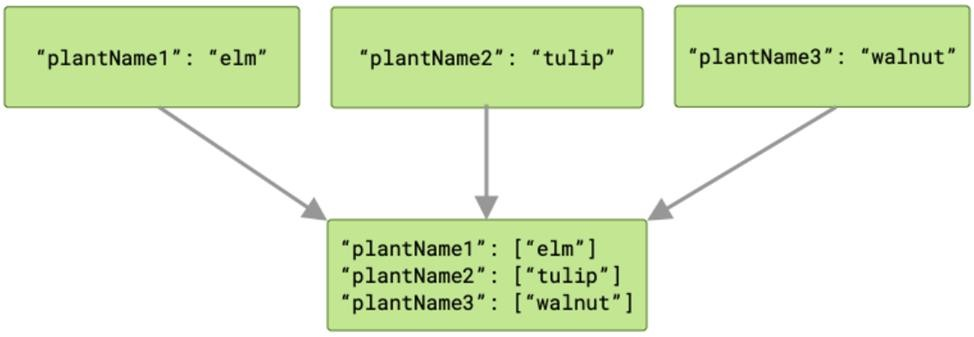 “plantName1”: “elm”
“plantName2”: “tulip”
“plantName3”: “walnut”
“plantName1”: [“elm”]
“plantName2”: [“tulip”]
“plantName3”: [“walnut”]